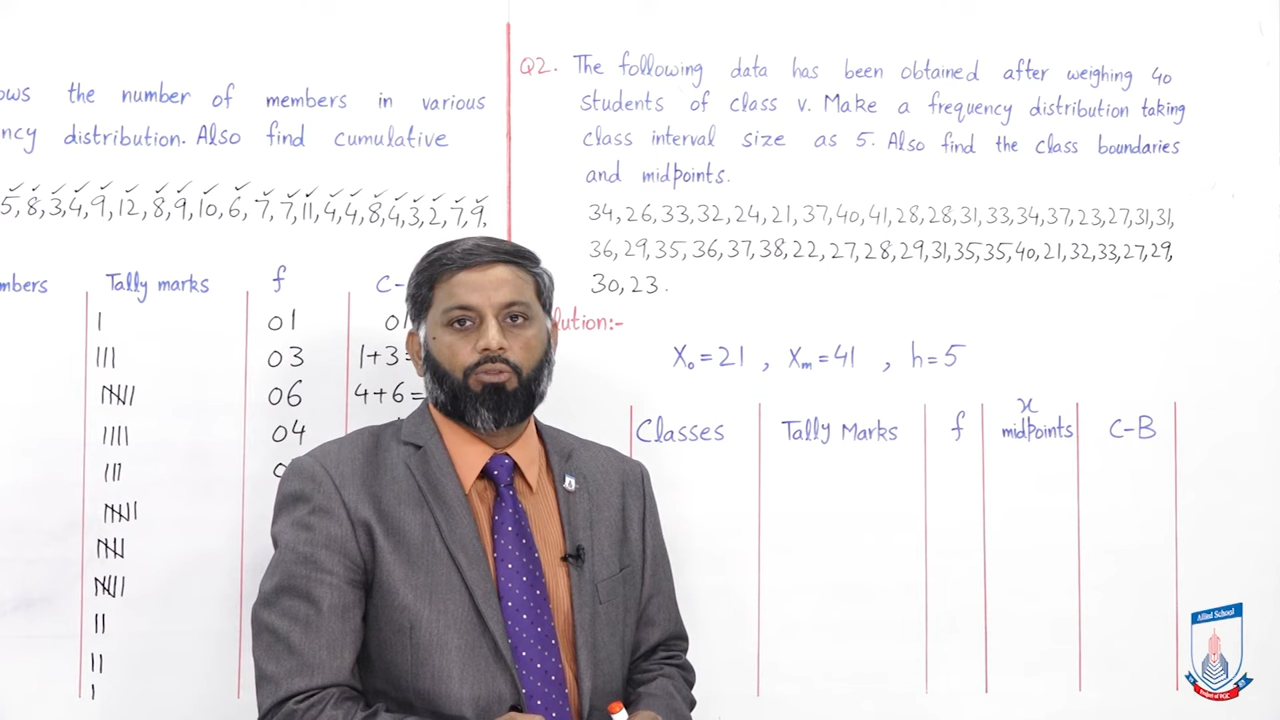 ows the number of members in various
ncy distribution. Also find cumulative
5, 8, 3, 4, 9, 12, 8, 9, 10, 6, 7, 7, 11, 4, 4, 8, 4, 3, 2, 7, 9,
mbers Tally marks f C-
01 01
03 1+3=
06 4+6=
04
Q2. The following data has been obtained after weighing 40
students of class v. Make a frequency distribution taking
class interval size as 5. Also find the class boundaries
and midpoints.
34, 26, 33, 32, 24, 21, 37, 40, 41, 28, 28, 31, 33, 34, 37, 23, 27, 31, 31,
36, 29, 35, 36, 37, 38, 22, 27, 28, 29, 31, 35, 35, 40, 21, 32, 33, 27, 29,
30, 23.
lution:-
X₀ = 21 , Xₘ = 41 , h = 5
x
Classes Tally Marks f midpoints C-B
Allied School
Project of PGC